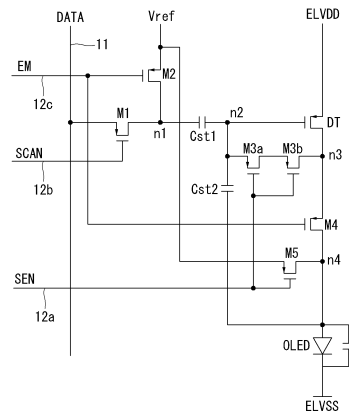 DATA Vref ELVDD
11
EM
M2
12c
M1 n1 Cst1 n2 DT
SCAN
M3a M3b n3
12b
Cst2
M4
SEN
M5 n4
12a
OLED
ELVSS